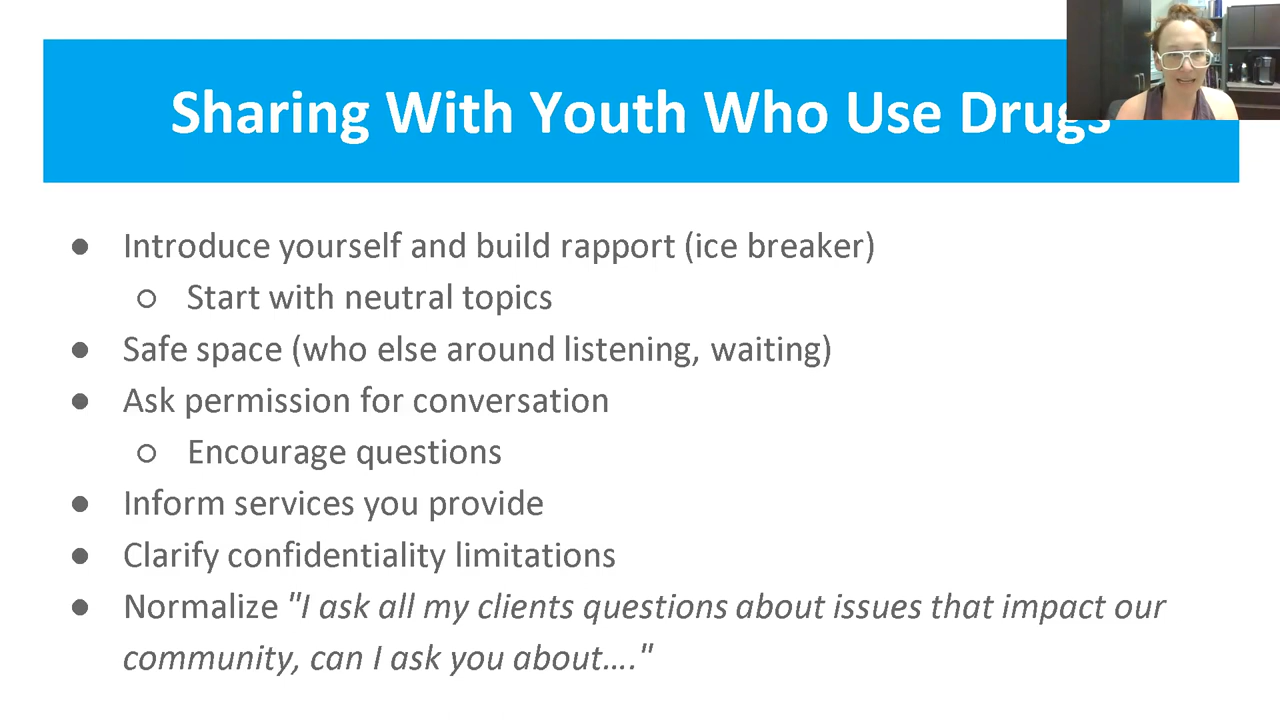 Sharing With Youth Who Use Drugs
● Introduce yourself and build rapport (ice breaker)
○ Start with neutral topics
● Safe space (who else around listening, waiting)
● Ask permission for conversation
○ Encourage questions
● Inform services you provide
● Clarify confidentiality limitations
● Normalize "I ask all my clients questions about issues that impact our
community, can I ask you about…."